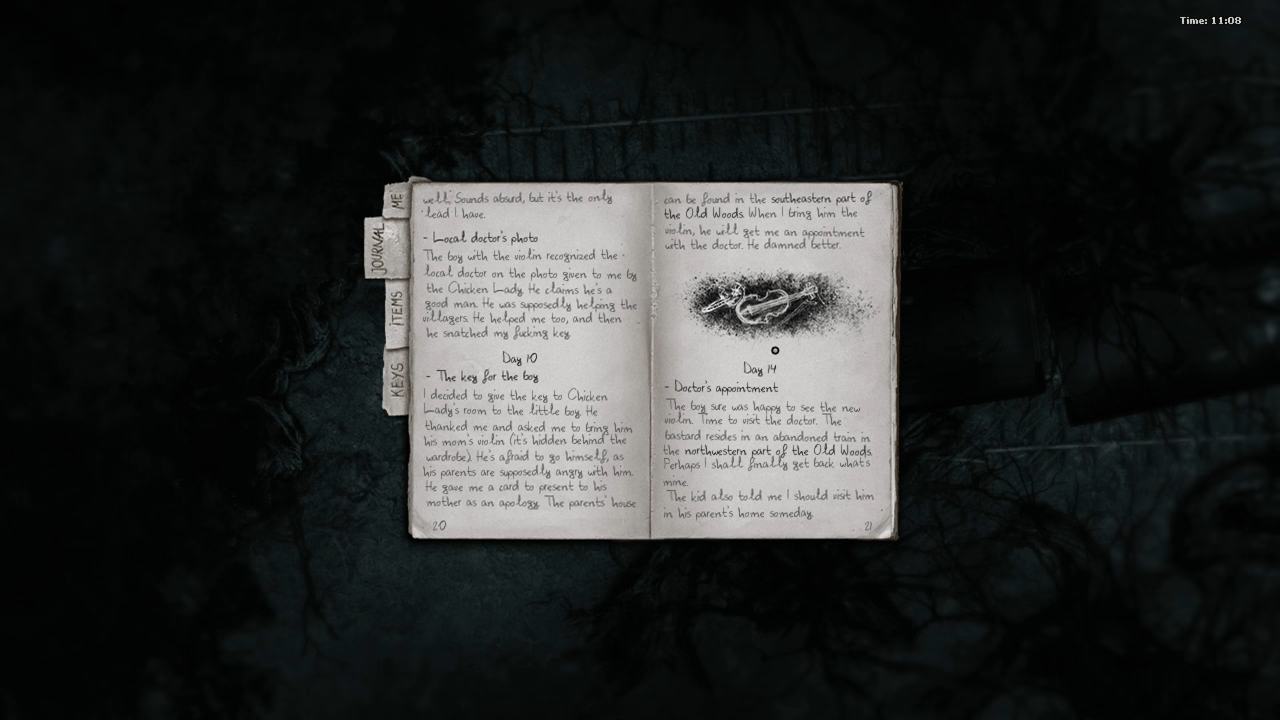 Time: 11:08
ME
JOURNAL
ITEMS
KEYS
well". Sounds absurd, but it's the only
lead I have.
- Local doctor's photo
The boy with the violin recognized the
local doctor on the photo given to me by
the Chicken Lady. He claims he's a
good man. He was supposedly helping the
villagers. He helped me too, and then
he snatched my fucking key.
Day 10
- The key for the boy
I decided to give the key to Chicken
Lady's room to the little boy. He
thanked me and asked me to bring him
his mom's violin (it's hidden behind the
wardrobe). He's afraid to go himself, as
his parents are supposedly angry with him.
He gave me a card to present to his
mother as an apology. The parents' house
20
can be found in the southeastern part of
the Old Woods. When I bring him the
violin, he will get me an appointment
with the doctor. He damned better.
Day 14
- Doctor's appointment
The boy sure was happy to see the new
violin. Time to visit the doctor. The
bastard resides in an abandoned train in
the northwestern part of the Old Woods.
Perhaps I shall finally get back what's
mine.
The kid also told me I should visit him
in his parent's home someday.
21